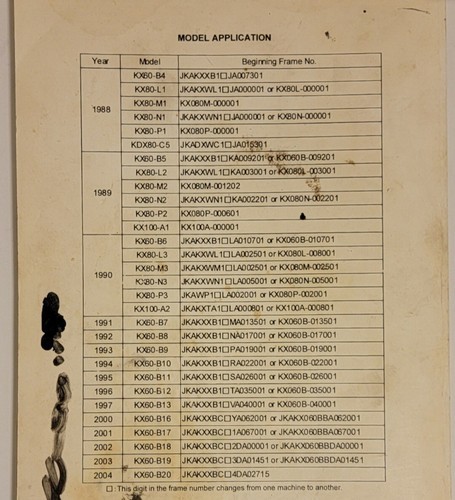 MODEL APPLICATION
Year Model Beginning Frame No.
1988 KX60-B4 JKAKXXB1□JA007301
KX80-L1 JKAKXWL1□JA000001 or KX80L-000001
KX80-M1 KX080M-000001
KX80-N1 JKAKXWN1□JA000001 or KX80N-000001
KX80-P1 KX080P-000001
KDX80-C5 JKADXWC1□JA015301
1989 KX60-B5 JKAKXXB1□KA009201 or KX060B-009201
KX80-L2 JKAKXWL1□KA003001 or KX080L-003001
KX80-M2 KX080M-001202
KX80-N2 JKAKXWN1□KA002201 or KX080N-002201
KX80-P2 KX080P-000601
KX100-A1 KX100A-000001
1990 KX80-B6 JKAKXXB1□LA010701 or KX060B-010701
KX80-L3 JKAKXWL1□LA002501 or KX080L-008001
KX80-M3 JKAKXWM1□LA002501 or KX080M-002501
KX80-N3 JKAKXWN1□LA005001 or KX080N-005001
KX80-P3 JKAWP1□LA002001 or KX080P-002001
KX100-A2 JKAKXTA1□LA000801 or KX100A-000801
1991 KX60-B7 JKAKXXB1□MA013501 or KX060B-013501
1992 KX60-B8 JKAKXXB1□NA017001 or KX060B-017001
1993 KX60-B9 JKAKXXB1□PA019001 or KX060B-019001
1994 KX60-B10 JKAKXXB1□RA022001 or KX060B-022001
1995 KX60-B11 JKAKXXB1□SA026001 or KX060B-026001
1996 KX60-B12 JKAKXXB1□TA035001 or KX060B-035001
1997 KX60-B13 JKAKXXB1□VA040001 or KX060B-040001
2000 KX60-B16 JKAKXXBC□YA062001 or JKAKX060BBA062001
2001 KX60-B17 JKAKXXBC□1A067001 or JKAKX060BBA067001
2002 KX60-B18 JKAKXXBC□2DA00001 or JKAKX060BBDA00001
2003 KX60-B19 JKAKXXBC□3DA01451 or JKAKX060BBDA01451
2004 KX60-B20 JKAKXXBC□4DA02715
□ : This digit in the frame number changes from one machine to another.